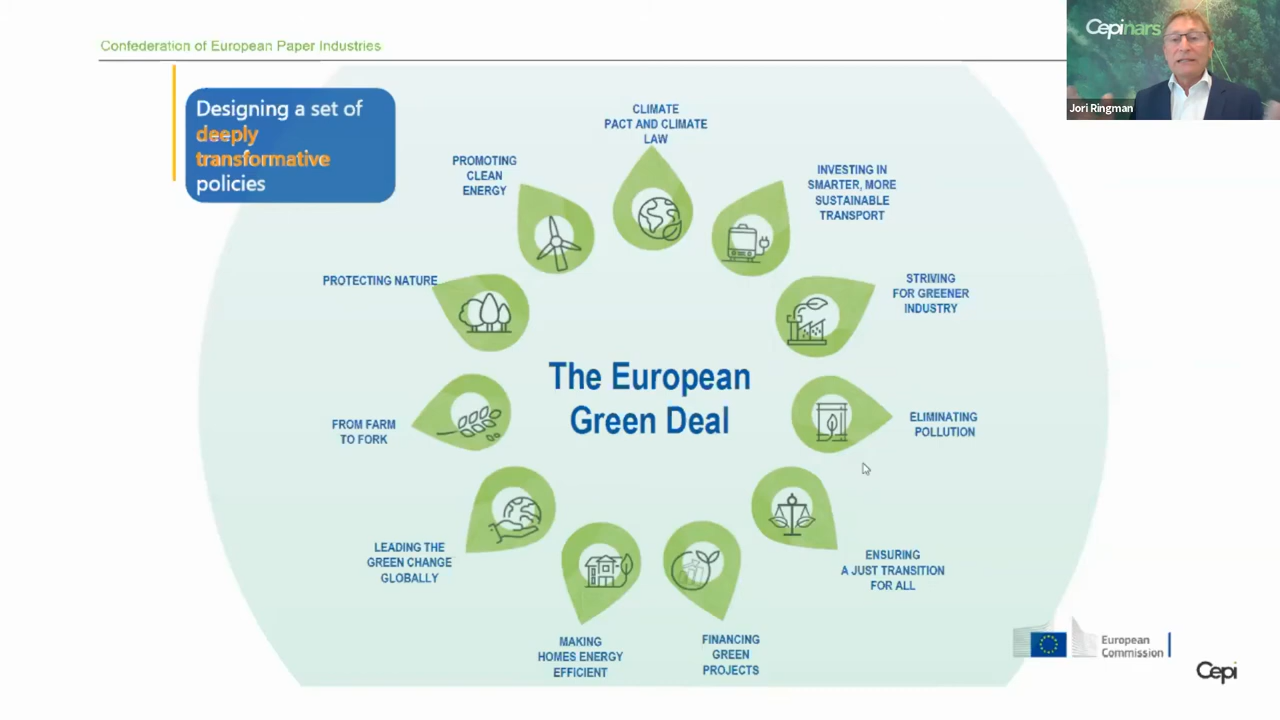 Confederation of European Paper Industries
Cepinars
Jori Ringman
Designing a set of
deeply
transformative
policies
CLIMATE
PACT AND CLIMATE
LAW
PROMOTING
CLEAN
ENERGY
INVESTING IN
SMARTER, MORE
SUSTAINABLE
TRANSPORT
PROTECTING NATURE
STRIVING
FOR GREENER
INDUSTRY
The European
Green Deal
FROM FARM
TO FORK
ELIMINATING
POLLUTION
LEADING THE
GREEN CHANGE
GLOBALLY
ENSURING
A JUST TRANSITION
FOR ALL
MAKING
HOMES ENERGY
EFFICIENT
FINANCING
GREEN
PROJECTS
European
Commission
Cepi